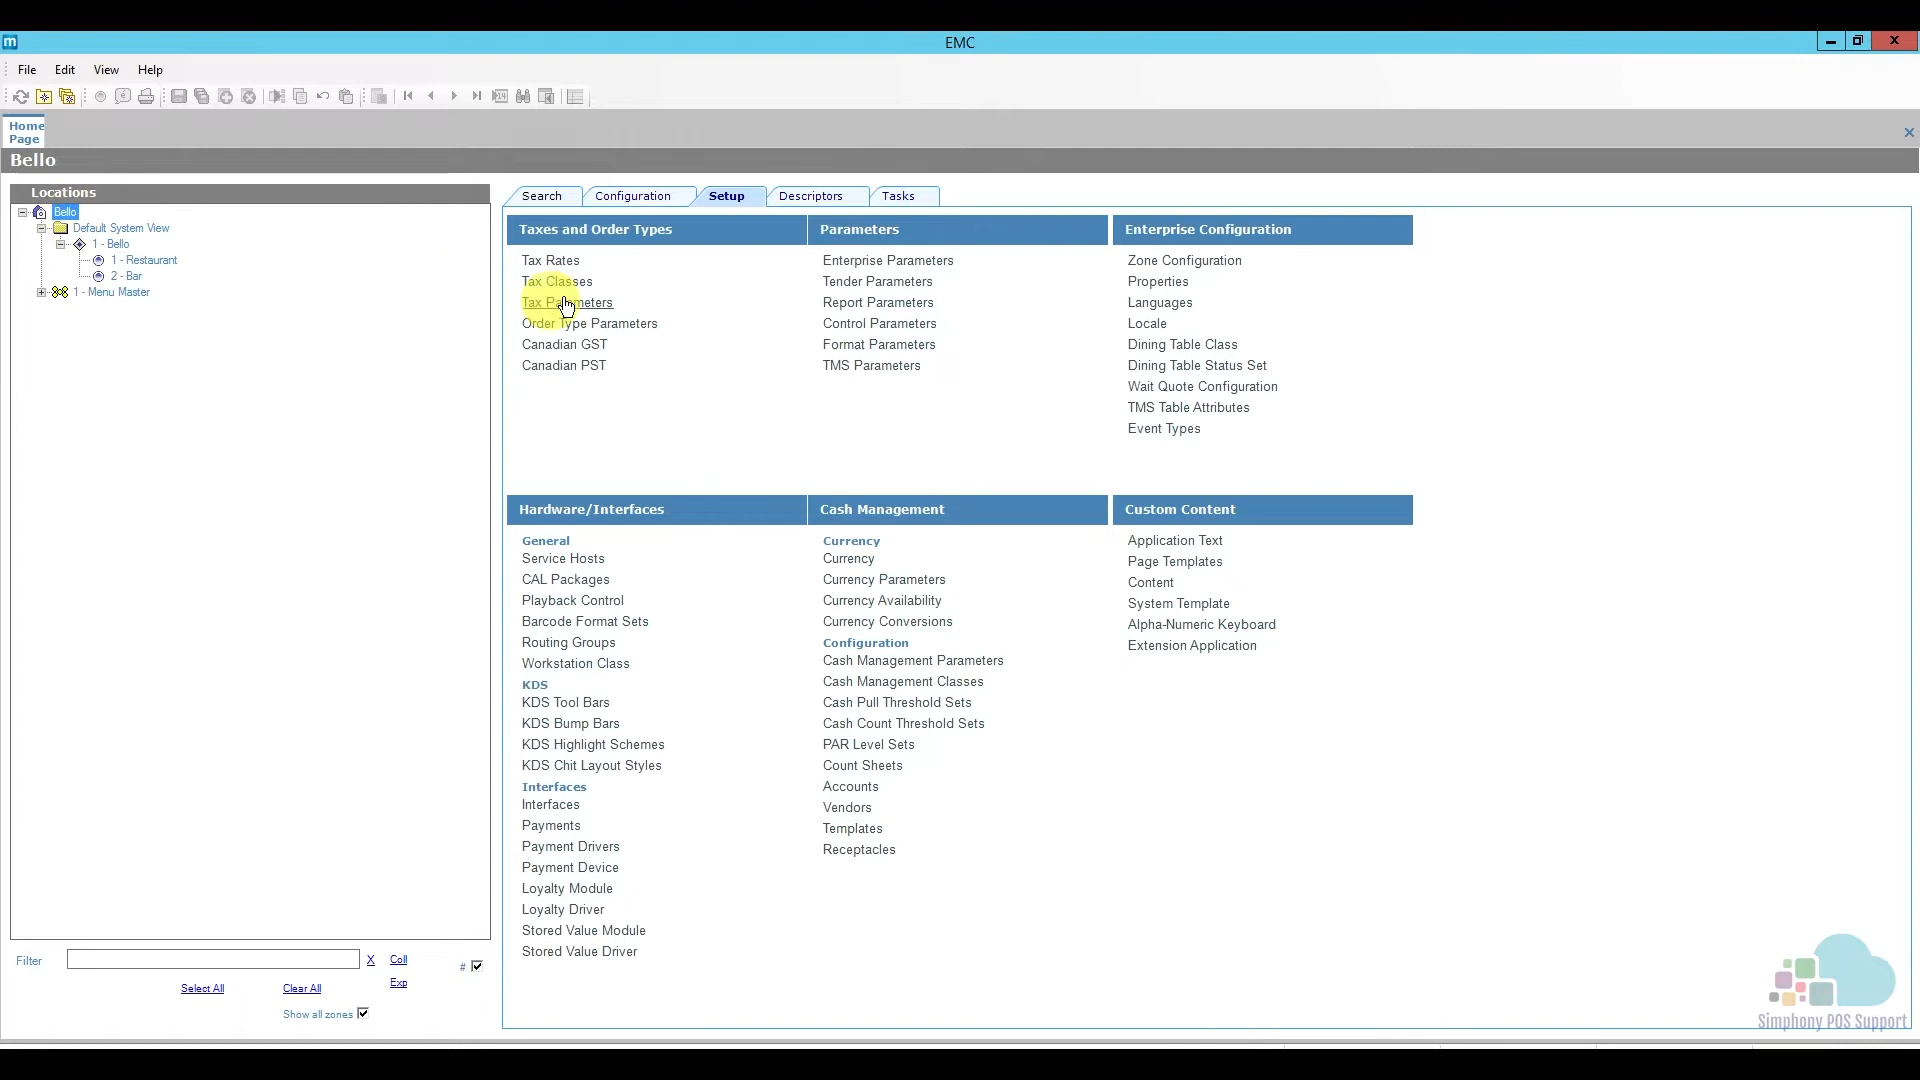 m
EMC
File Edit View Help
Home
Page
Bello
Locations
Bello
Default System View
1 - Bello
1 - Restaurant
2 - Bar
1 - Menu Master
Filter
X
Coll
Exp
#
Select All
Clear All
Show all zones
Search Configuration Setup Descriptors Tasks
Taxes and Order Types
Tax Rates
Tax Classes
Tax Parameters
Order Type Parameters
Canadian GST
Canadian PST
Parameters
Enterprise Parameters
Tender Parameters
Report Parameters
Control Parameters
Format Parameters
TMS Parameters
Enterprise Configuration
Zone Configuration
Properties
Languages
Locale
Dining Table Class
Dining Table Status Set
Wait Quote Configuration
TMS Table Attributes
Event Types
Hardware/Interfaces
General
Service Hosts
CAL Packages
Playback Control
Barcode Format Sets
Routing Groups
Workstation Class
KDS
KDS Tool Bars
KDS Bump Bars
KDS Highlight Schemes
KDS Chit Layout Styles
Interfaces
Interfaces
Payments
Payment Drivers
Payment Device
Loyalty Module
Loyalty Driver
Stored Value Module
Stored Value Driver
Cash Management
Currency
Currency
Currency Parameters
Currency Availability
Currency Conversions
Configuration
Cash Management Parameters
Cash Management Classes
Cash Pull Threshold Sets
Cash Count Threshold Sets
PAR Level Sets
Count Sheets
Accounts
Vendors
Templates
Receptacles
Custom Content
Application Text
Page Templates
Content
System Template
Alpha-Numeric Keyboard
Extension Application
Simphony POS Support